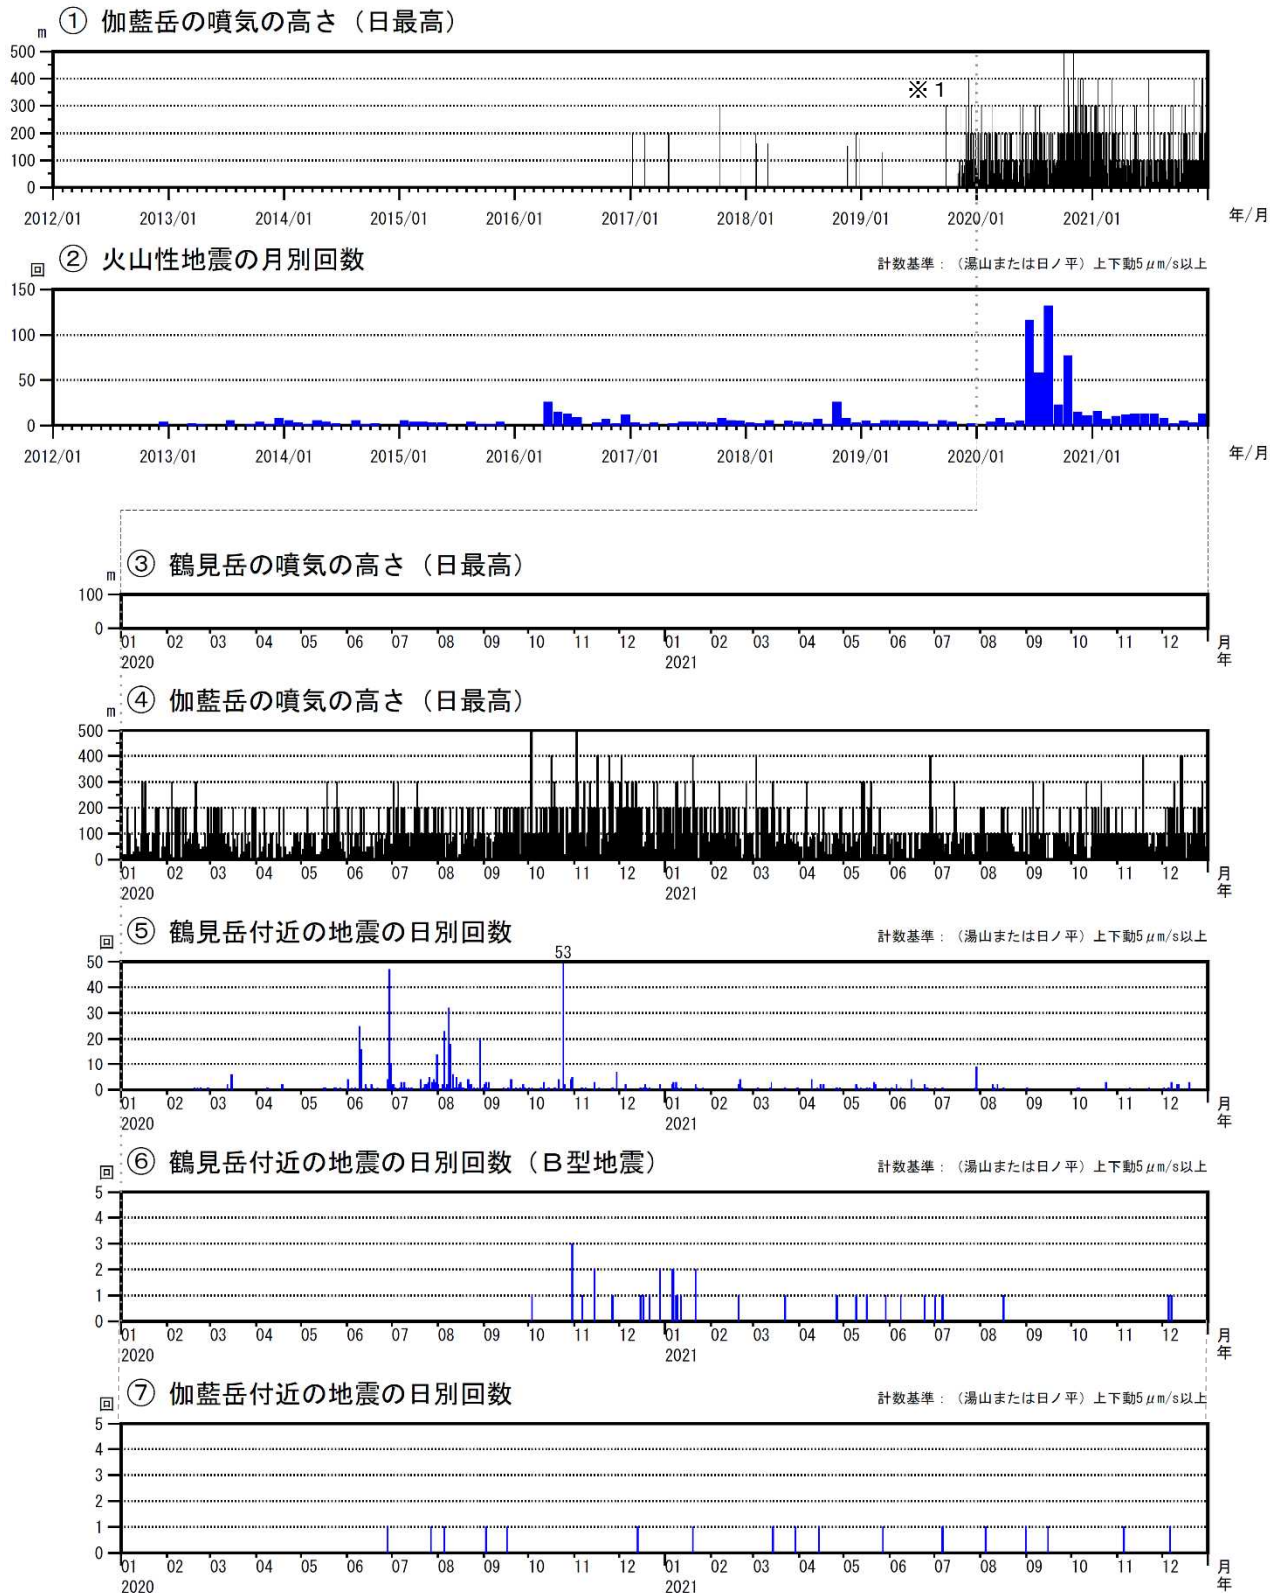 ① 伽藍岳の噴気の高さ（日最高）
m
500
400
300
200
100
0
※１
2012/01 2013/01 2014/01 2015/01 2016/01 2017/01 2018/01 2019/01 2020/01 2021/01 年/月
② 火山性地震の月別回数
回
計数基準：（湯山または日ノ平）上下動5μm/s以上
150
100
50
0
2012/01 2013/01 2014/01 2015/01 2016/01 2017/01 2018/01 2019/01 2020/01 2021/01 年/月
③ 鶴見岳の噴気の高さ（日最高）
m
100
0
01 02 03 04 05 06 07 08 09 10 11 12 01 02 03 04 05 06 07 08 09 10 11 12 月
2020 2021 年
④ 伽藍岳の噴気の高さ（日最高）
m
500
400
300
200
100
0
01 02 03 04 05 06 07 08 09 10 11 12 01 02 03 04 05 06 07 08 09 10 11 12 月
2020 2021 年
⑤ 鶴見岳付近の地震の日別回数
回
計数基準：（湯山または日ノ平）上下動5μm/s以上
53
50
40
30
20
10
0
01 02 03 04 05 06 07 08 09 10 11 12 01 02 03 04 05 06 07 08 09 10 11 12 月
2020 2021 年
⑥ 鶴見岳付近の地震の日別回数（Ｂ型地震）
回
計数基準：（湯山または日ノ平）上下動5μm/s以上
5
4
3
2
1
0
01 02 03 04 05 06 07 08 09 10 11 12 01 02 03 04 05 06 07 08 09 10 11 12 月
2020 2021 年
⑦ 伽藍岳付近の地震の日別回数
回
計数基準：（湯山または日ノ平）上下動5μm/s以上
5
4
3
2
1
0
01 02 03 04 05 06 07 08 09 10 11 12 01 02 03 04 05 06 07 08 09 10 11 12 月
2020 2021 年